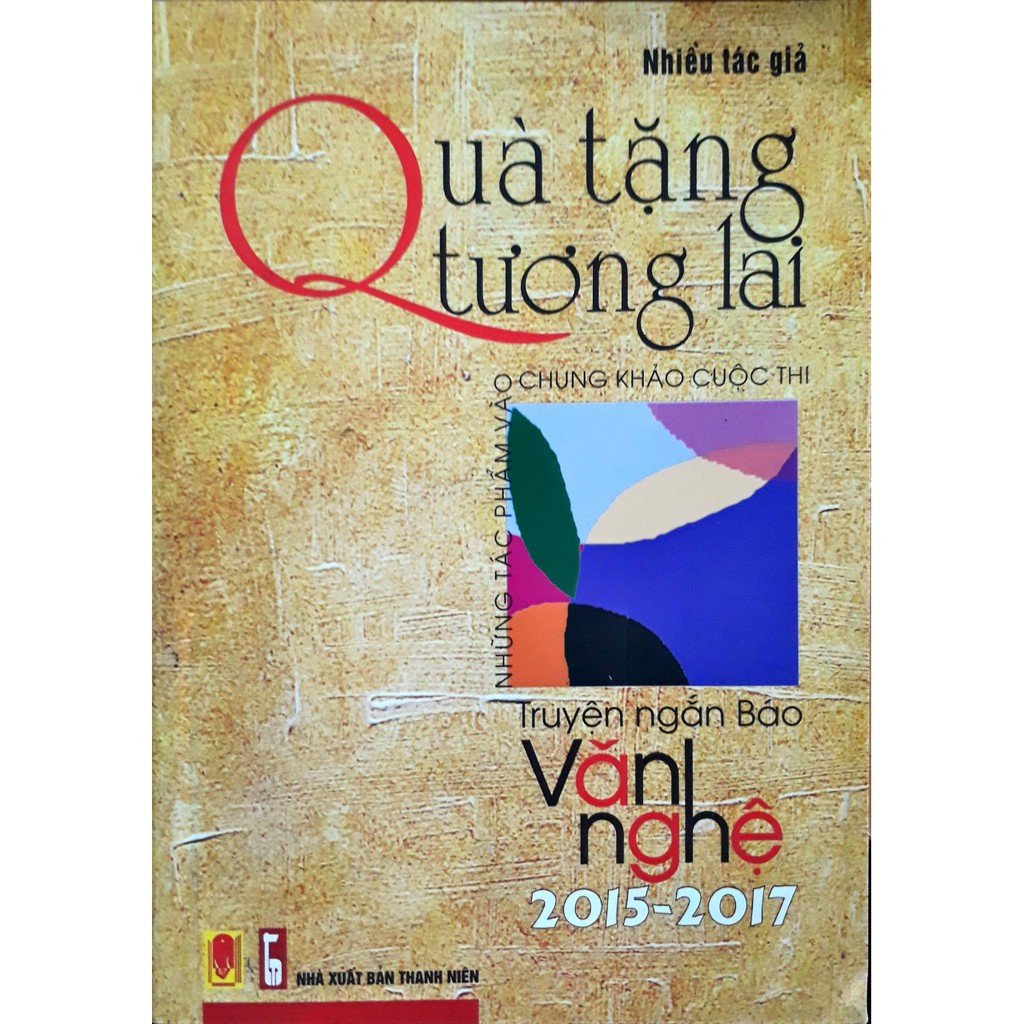 Nhiều tác giả
Quà tặng
tương lai
NHỮNG TÁC PHẨM VÀO
CHUNG KHẢO CUỘC THI
Truyện ngắn Báo
Văn
nghệ
2015-2017
NHÀ XUẤT BẢN THANH NIÊN